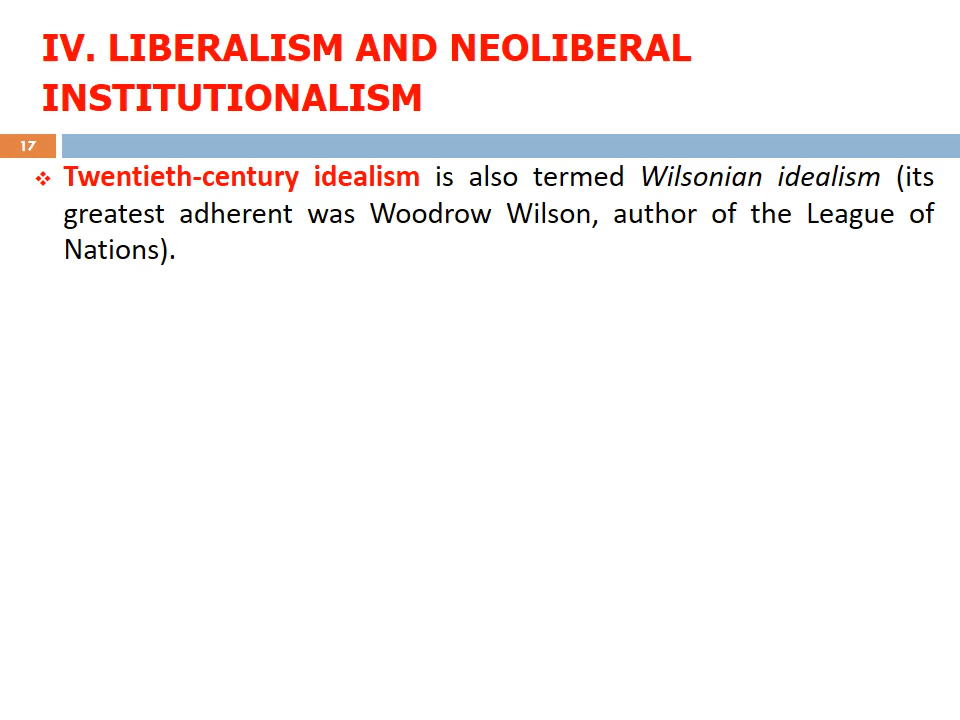 IV. LIBERALISM AND NEOLIBERAL
INSTITUTIONALISM
17
Twentieth-century idealism is also termed Wilsonian idealism (its
greatest adherent was Woodrow Wilson, author of the League of
Nations).